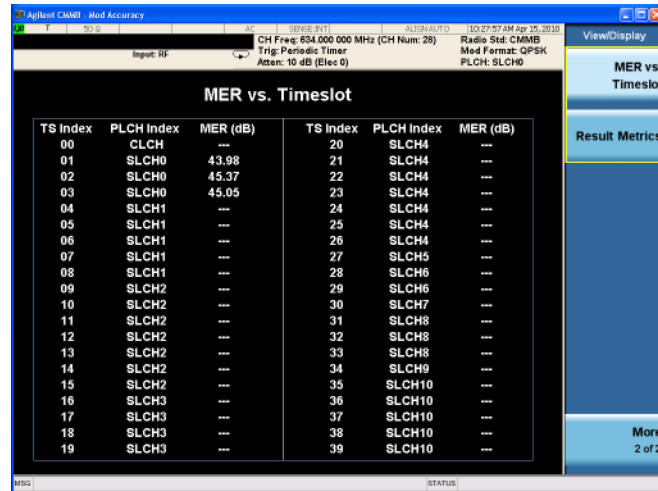 Agilent CMMB - Mod Accuracy
T 50 Ω AC SENSE:INT ALIGN AUTO 10:27:57 AM Apr 15, 2010
CH Freq: 634.000 000 MHz (CH Num: 28) Radio Std: CMMB
Input: RF Trig: Periodic Timer Mod Format: QPSK
Atten: 10 dB (Elec 0) PLCH: SLCH0
View/Display
MER vs
Timeslo
Result Metrics
More
2 of 2
MER vs. Timeslot
TS Index PLCH Index MER (dB) TS Index PLCH Index MER (dB)
00 CLCH --- 20 SLCH4 ---
01 SLCH0 43.98 21 SLCH4 ---
02 SLCH0 45.37 22 SLCH4 ---
03 SLCH0 45.05 23 SLCH4 ---
04 SLCH1 --- 24 SLCH4 ---
05 SLCH1 --- 25 SLCH4 ---
06 SLCH1 --- 26 SLCH4 ---
07 SLCH1 --- 27 SLCH5 ---
08 SLCH1 --- 28 SLCH6 ---
09 SLCH2 --- 29 SLCH6 ---
10 SLCH2 --- 30 SLCH7 ---
11 SLCH2 --- 31 SLCH8 ---
12 SLCH2 --- 32 SLCH8 ---
13 SLCH2 --- 33 SLCH8 ---
14 SLCH2 --- 34 SLCH9 ---
15 SLCH2 --- 35 SLCH10 ---
16 SLCH3 --- 36 SLCH10 ---
17 SLCH3 --- 37 SLCH10 ---
18 SLCH3 --- 38 SLCH10 ---
19 SLCH3 --- 39 SLCH10 ---
MSG STATUS